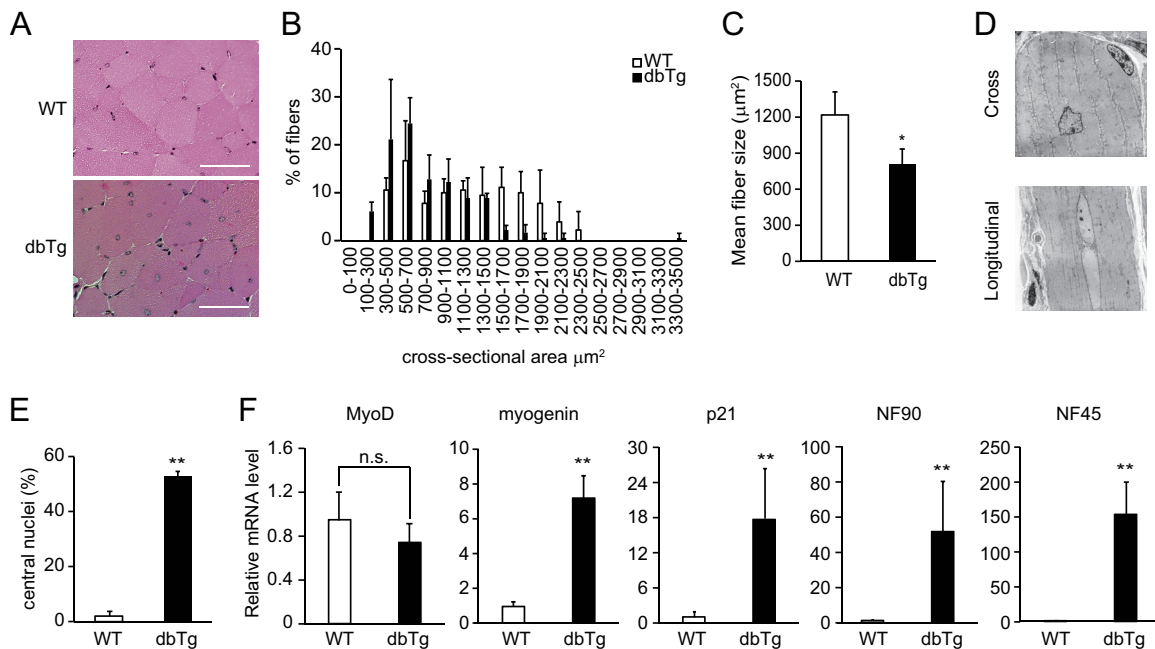 A
WT
dbTg
B
% of fibers
40
30
20
10
0
WT
dbTg
0-100
100-300
300-500
500-700
700-900
900-1100
1100-1300
1300-1500
1500-1700
1700-1900
1900-2100
2100-2300
2300-2500
2500-2700
2700-2900
2900-3100
3100-3300
3300-3500
cross-sectional area μm²
C
Mean fiber size (μm²)
1500
1200
900
600
300
0
*
WT
dbTg
D
Cross
Longitudinal
E
central nuclei (%)
60
40
20
0
**
WT
dbTg
F
Relative mRNA level
MyoD
1.6
1.2
0.8
0.4
0
n.s.
WT
dbTg
myogenin
8
6
4
2
0
**
WT
dbTg
p21
30
24
18
12
6
0
**
WT
dbTg
NF90
100
80
60
40
20
0
**
WT
dbTg
NF45
250
200
150
100
50
0
**
WT
dbTg